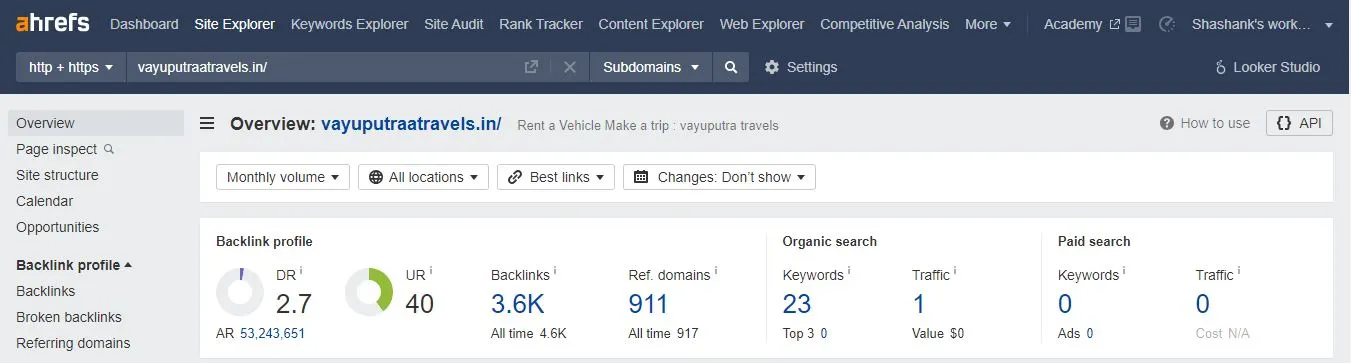 ahrefs Dashboard Site Explorer Keywords Explorer Site Audit Rank Tracker Content Explorer Web Explorer Competitive Analysis More Academy Shashank's work...
http + https vayuputraatravels.in/ Subdomains Settings Looker Studio
Overview
Page inspect
Site structure
Calendar
Opportunities
Backlink profile
Backlinks
Broken backlinks
Referring domains
Overview: vayuputraatravels.in/ Rent a Vehicle Make a trip : vayuputra travels How to use {} API
Monthly volume All locations Best links Changes: Don't show
Backlink profile
DR i UR i Backlinks i Ref. domains i
2.7 40 3.6K 911
AR 53,243,651 All time 4.6K All time 917
Organic search
Keywords i Traffic i
23 1
Top 3 0 Value $0
Paid search
Keywords i Traffic i
0 0
Ads 0 Cost N/A